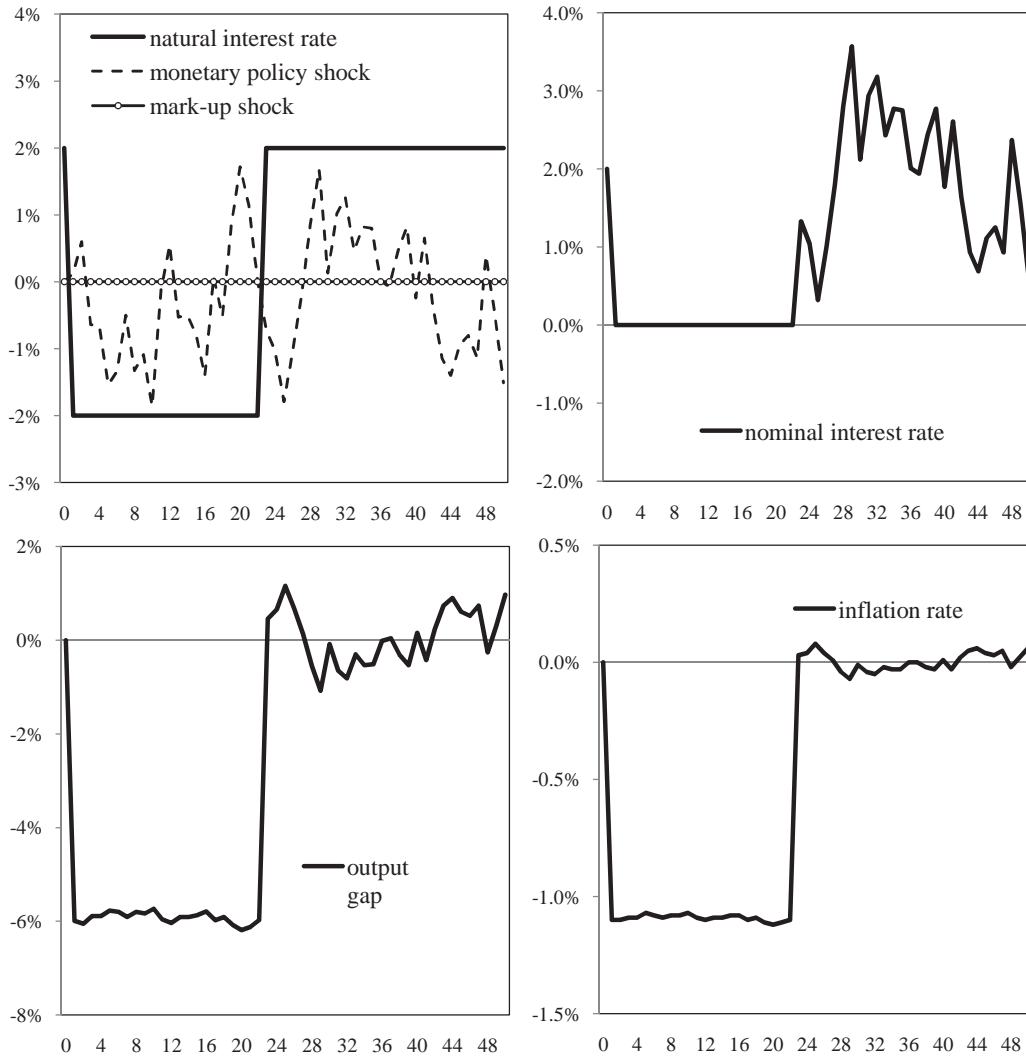 4%
3%
2%
1%
0%
-1%
-2%
-3%
natural interest rate
monetary policy shock
mark-up shock
0 4 8 12 16 20 24 28 32 36 40 44 48
4.0%
3.0%
2.0%
1.0%
0.0%
-1.0%
-2.0%
nominal interest rate
0 4 8 12 16 20 24 28 32 36 40 44 48
2%
0%
-2%
-4%
-6%
-8%
output
gap
0 4 8 12 16 20 24 28 32 36 40 44 48
0.5%
0.0%
-0.5%
-1.0%
-1.5%
inflation rate
0 4 8 12 16 20 24 28 32 36 40 44 48